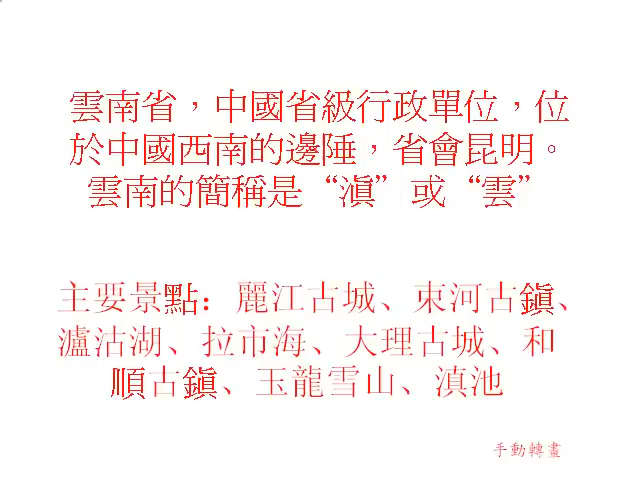 雲南省，中國省級行政單位，位
於中國西南的邊陲，省會昆明。
雲南的簡稱是“滇”或“雲”
主要景點：麗江古城、束河古鎮、
瀘沽湖、拉市海、大理古城、和
順古鎮、玉龍雪山、滇池
手動轉畫